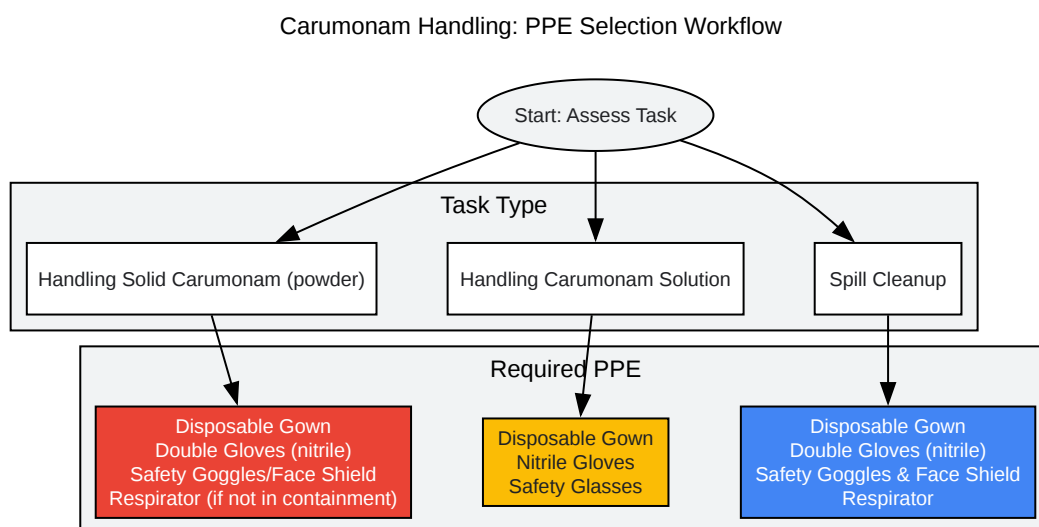 Carumonam Handling: PPE Selection Workflow
Start: Assess Task
Task Type
Handling Solid Carumonam (powder)
Handling Carumonam Solution
Spill Cleanup
Required PPE
Disposable Gown
Double Gloves (nitrile)
Safety Goggles/Face Shield
Respirator (if not in containment)
Disposable Gown
Nitrile Gloves
Safety Glasses
Disposable Gown
Double Gloves (nitrile)
Safety Goggles & Face Shield
Respirator